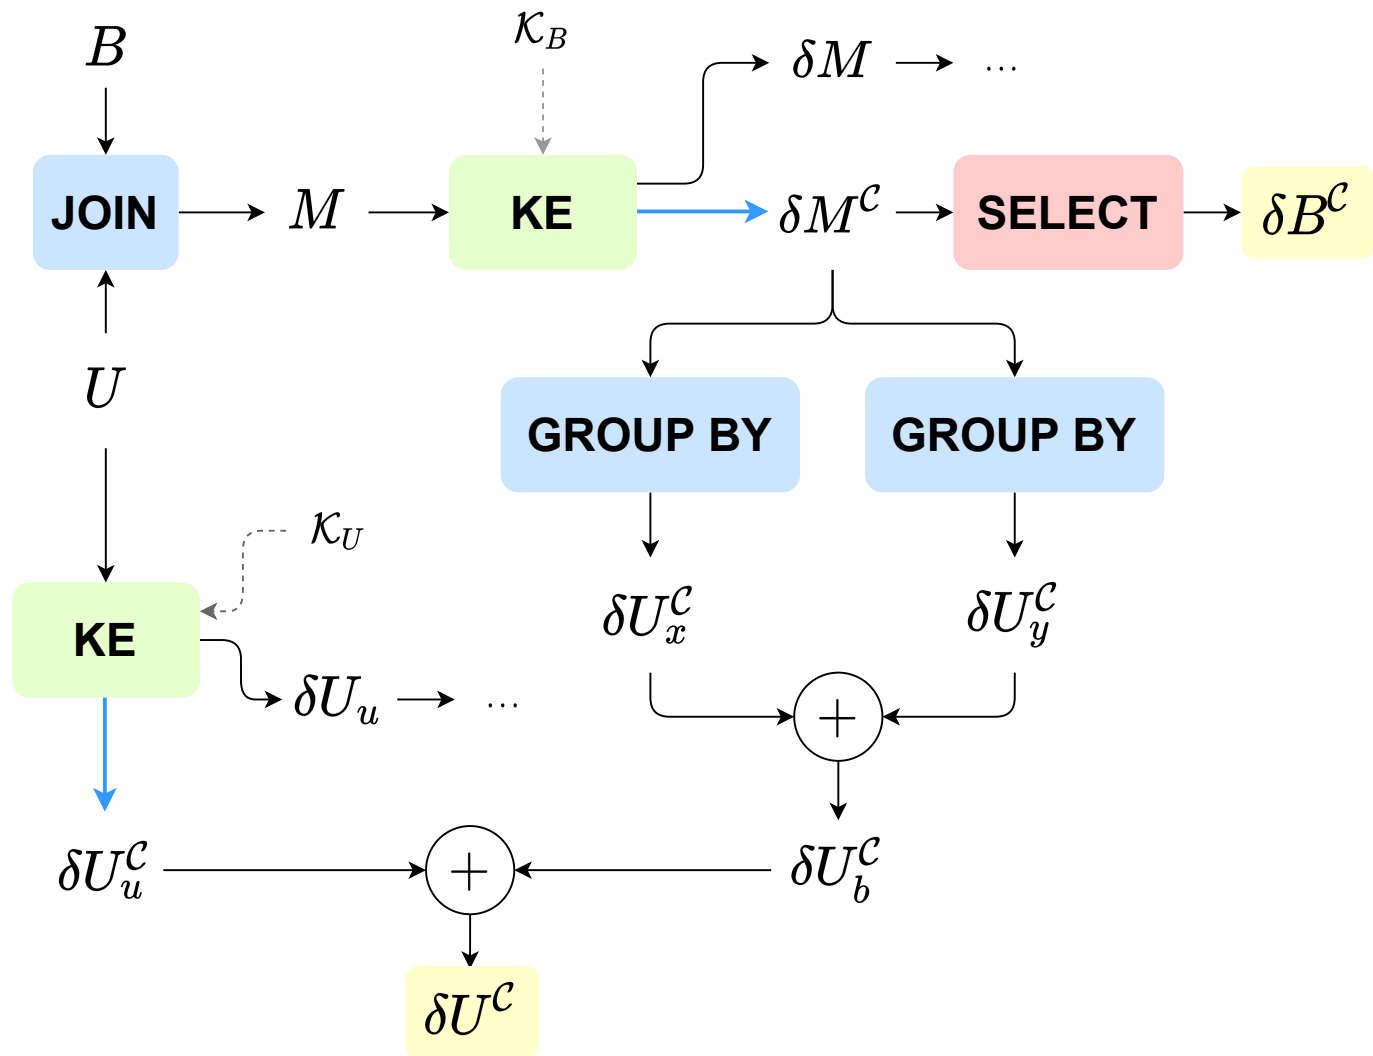 B
𝒦_B
δM
...
JOIN
M
KE
δM^𝒞
SELECT
δB^𝒞
U
GROUP BY
GROUP BY
𝒦_U
KE
δU_x^𝒞
δU_y^𝒞
δU_u
...
+
δU_u^𝒞
+
δU_b^𝒞
δU^𝒞